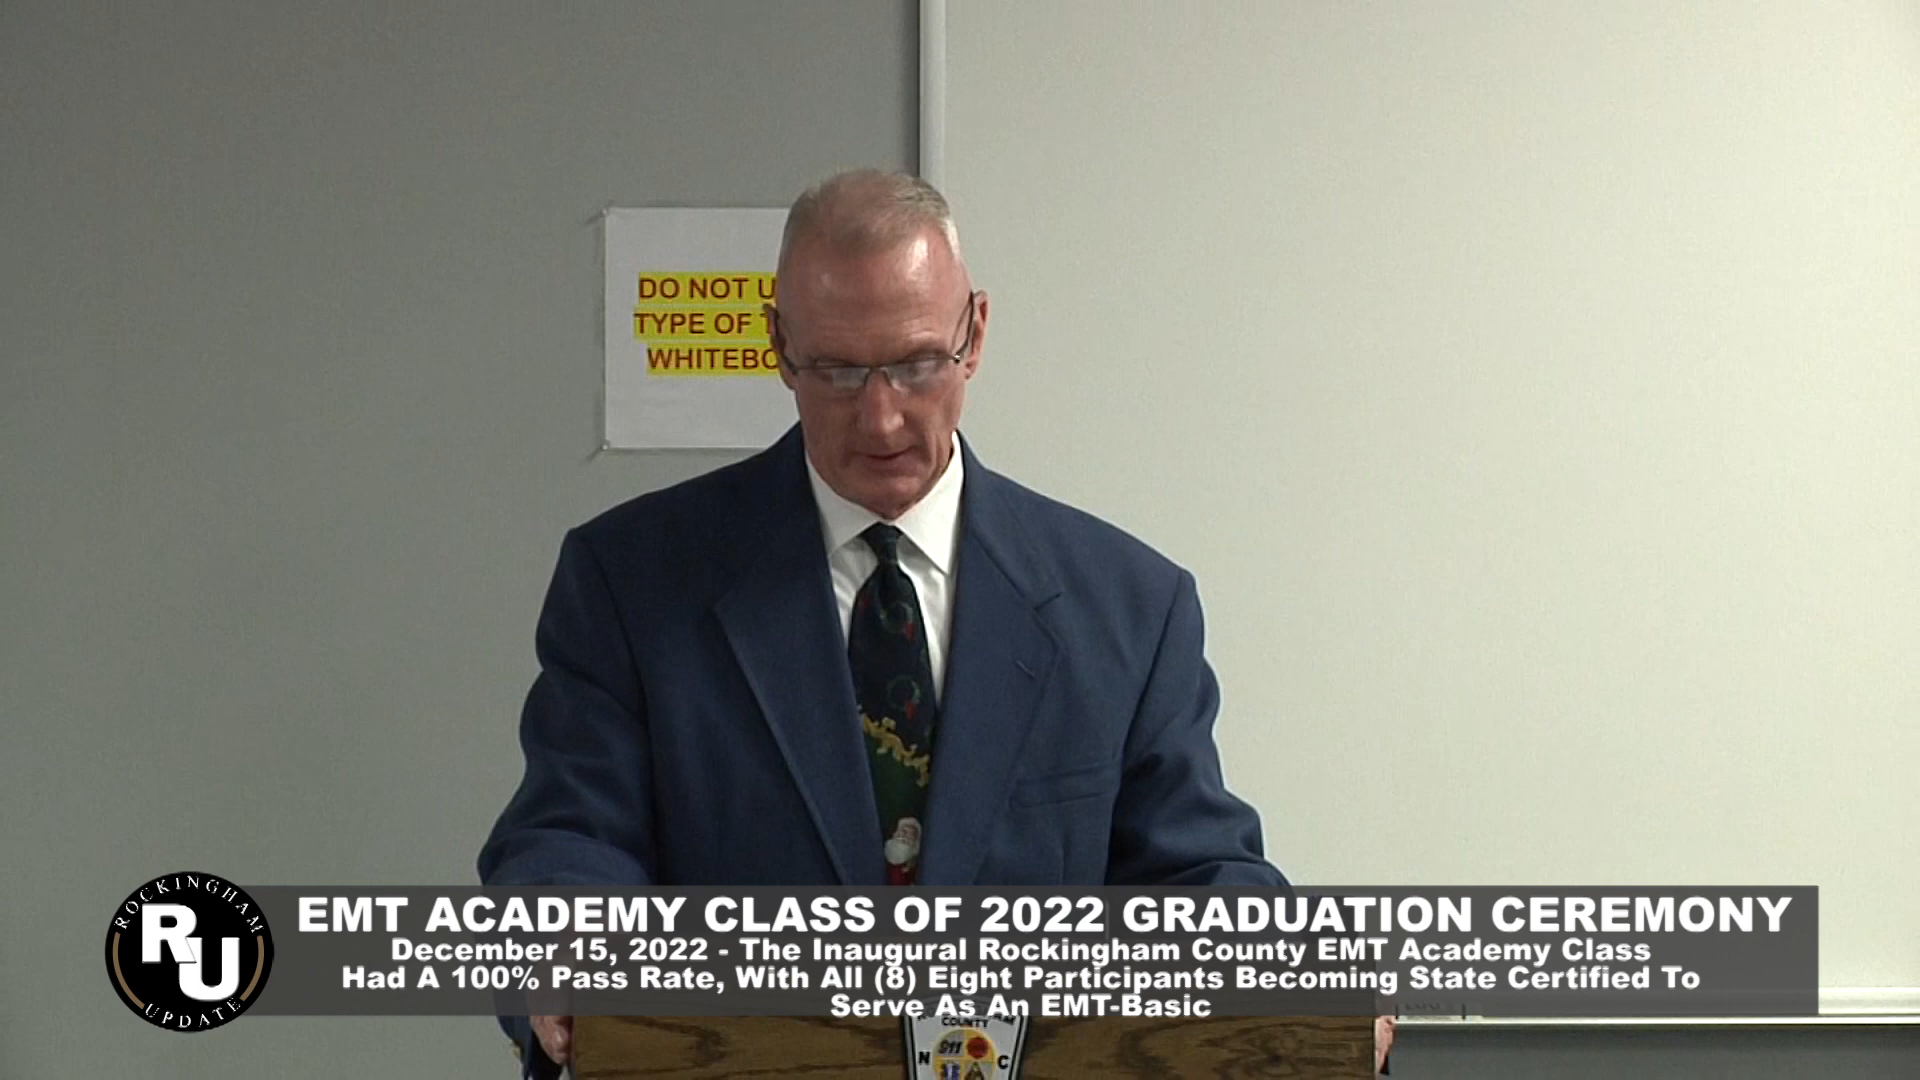 DO NOT U
TYPE OF T
WHITEBO
ROCKINGHAM
RU
UPDATE
EMT ACADEMY CLASS OF 2022 GRADUATION CEREMONY
December 15, 2022 - The Inaugural Rockingham County EMT Academy Class
Had A 100% Pass Rate, With All (8) Eight Participants Becoming State Certified To
Serve As An EMT-Basic
COUNTY
911
N C